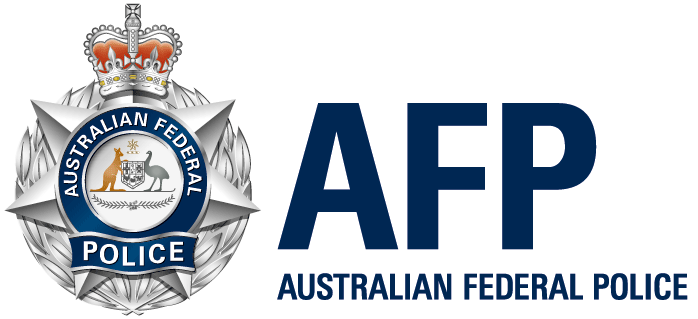 AUSTRALIAN FEDERAL
POLICE
AFP
AUSTRALIAN FEDERAL POLICE